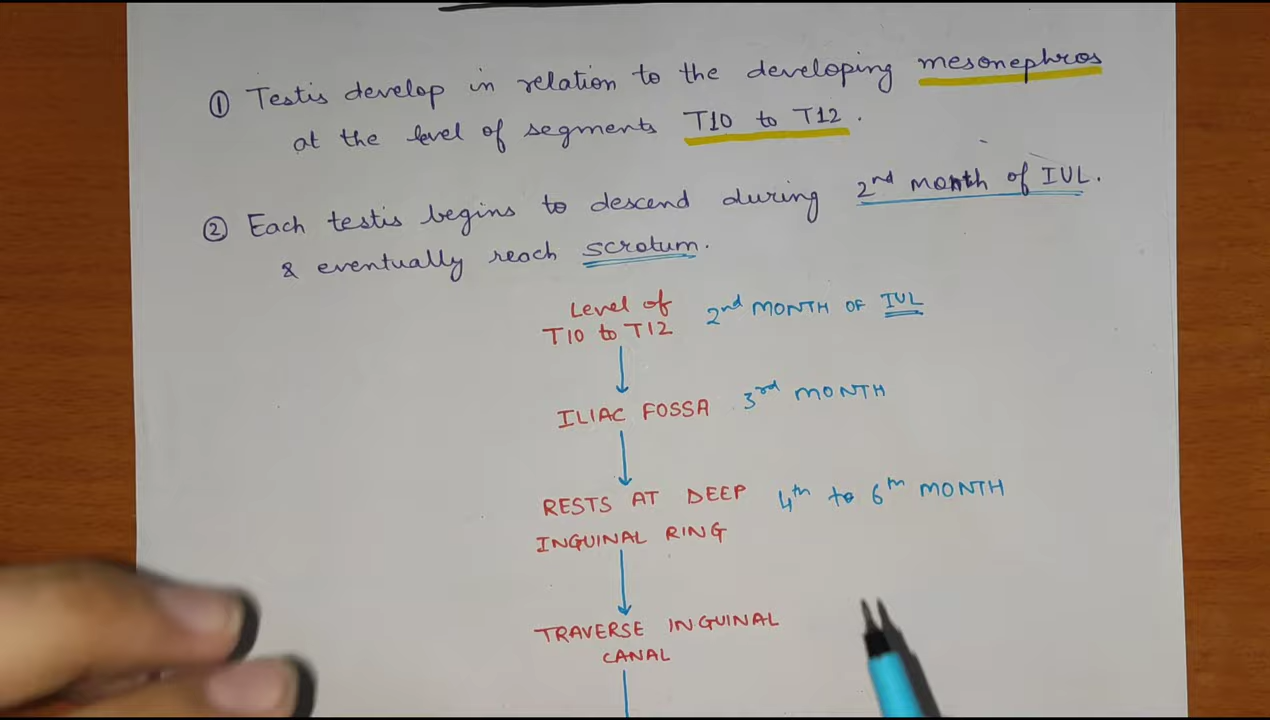 ① Testis develop in relation to the developing mesonephros
at the level of segments T10 to T12.
② Each testis begins to descend during 2nd month of IUL.
& eventually reach scrotum.
Level of
T10 to T12 2nd MONTH OF IUL
ILIAC FOSSA 3rd MONTH
RESTS AT DEEP 4th to 6th MONTH
INGUINAL RING
TRAVERSE INGUINAL
CANAL